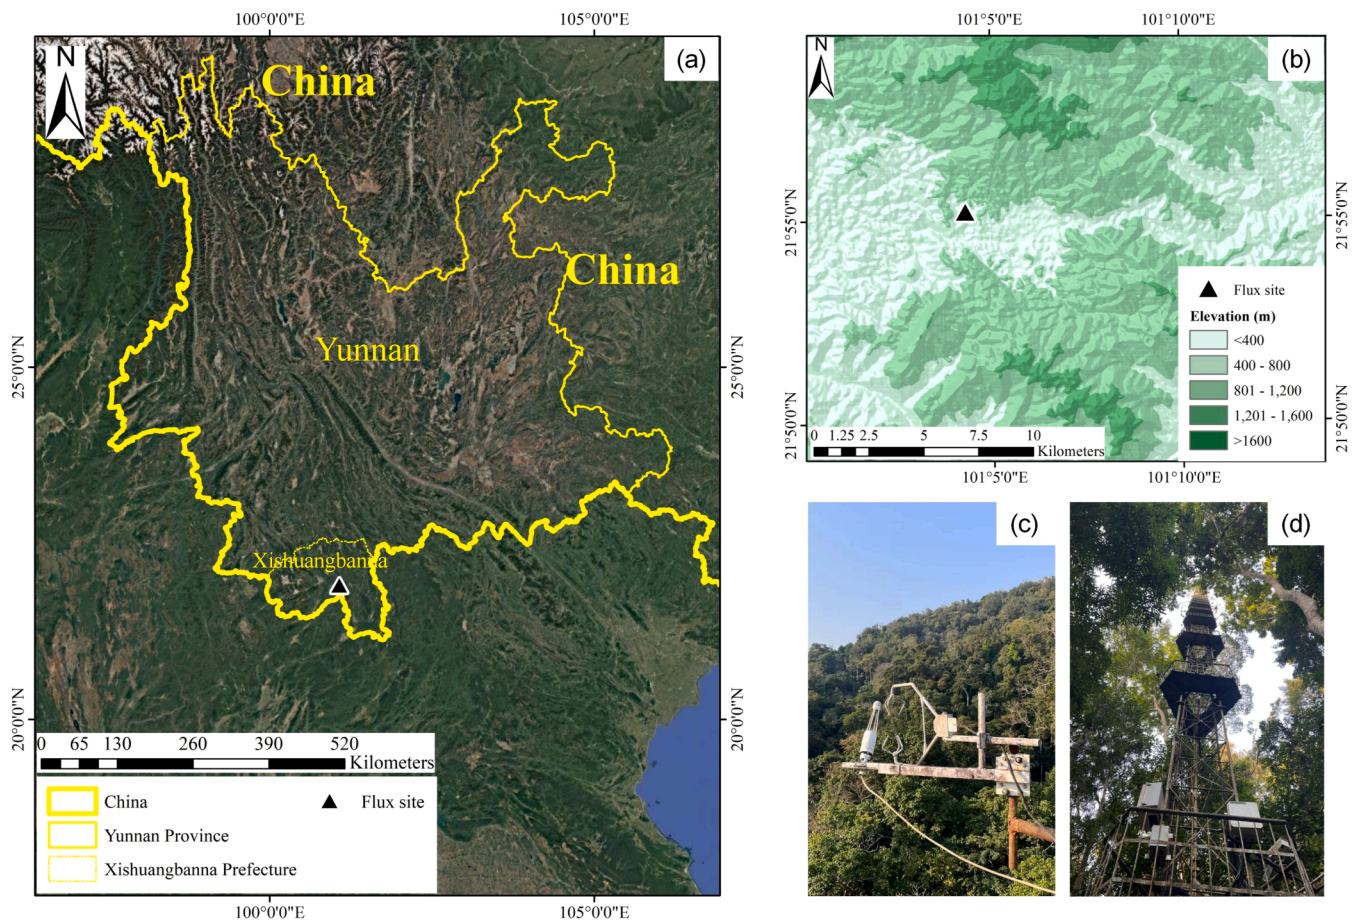 100°0'0"E
105°0'0"E
N
(a)
China
China
Yunnan
Xishuangbanna
25°0'0"N
25°0'0"N
20°0'0"N
20°0'0"N
0 65 130 260 390 520
Kilometers
China
Flux site
Yunnan Province
Xishuangbanna Prefecture
100°0'0"E
105°0'0"E
101°5'0"E
101°10'0"E
N
(b)
21°55'0"N
21°55'0"N
Flux site
Elevation (m)
<400
400 - 800
801 - 1,200
1,201 - 1,600
>1600
0 1.25 2.5 5 7.5 10
Kilometers
21°50'0"N
21°50'0"N
101°5'0"E
101°10'0"E
(c)
(d)